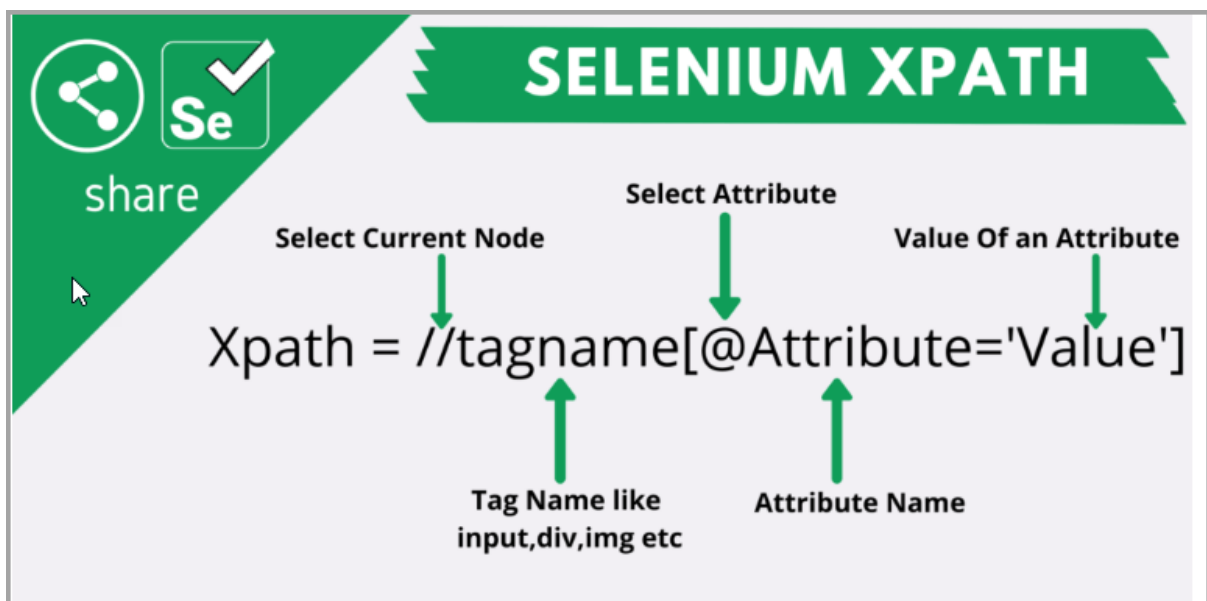 SELENIUM XPATH
Se
share
Select Attribute
Select Current Node
Value Of an Attribute
Xpath = //tagname[@Attribute='Value']
Tag Name like
input,div,img etc
Attribute Name